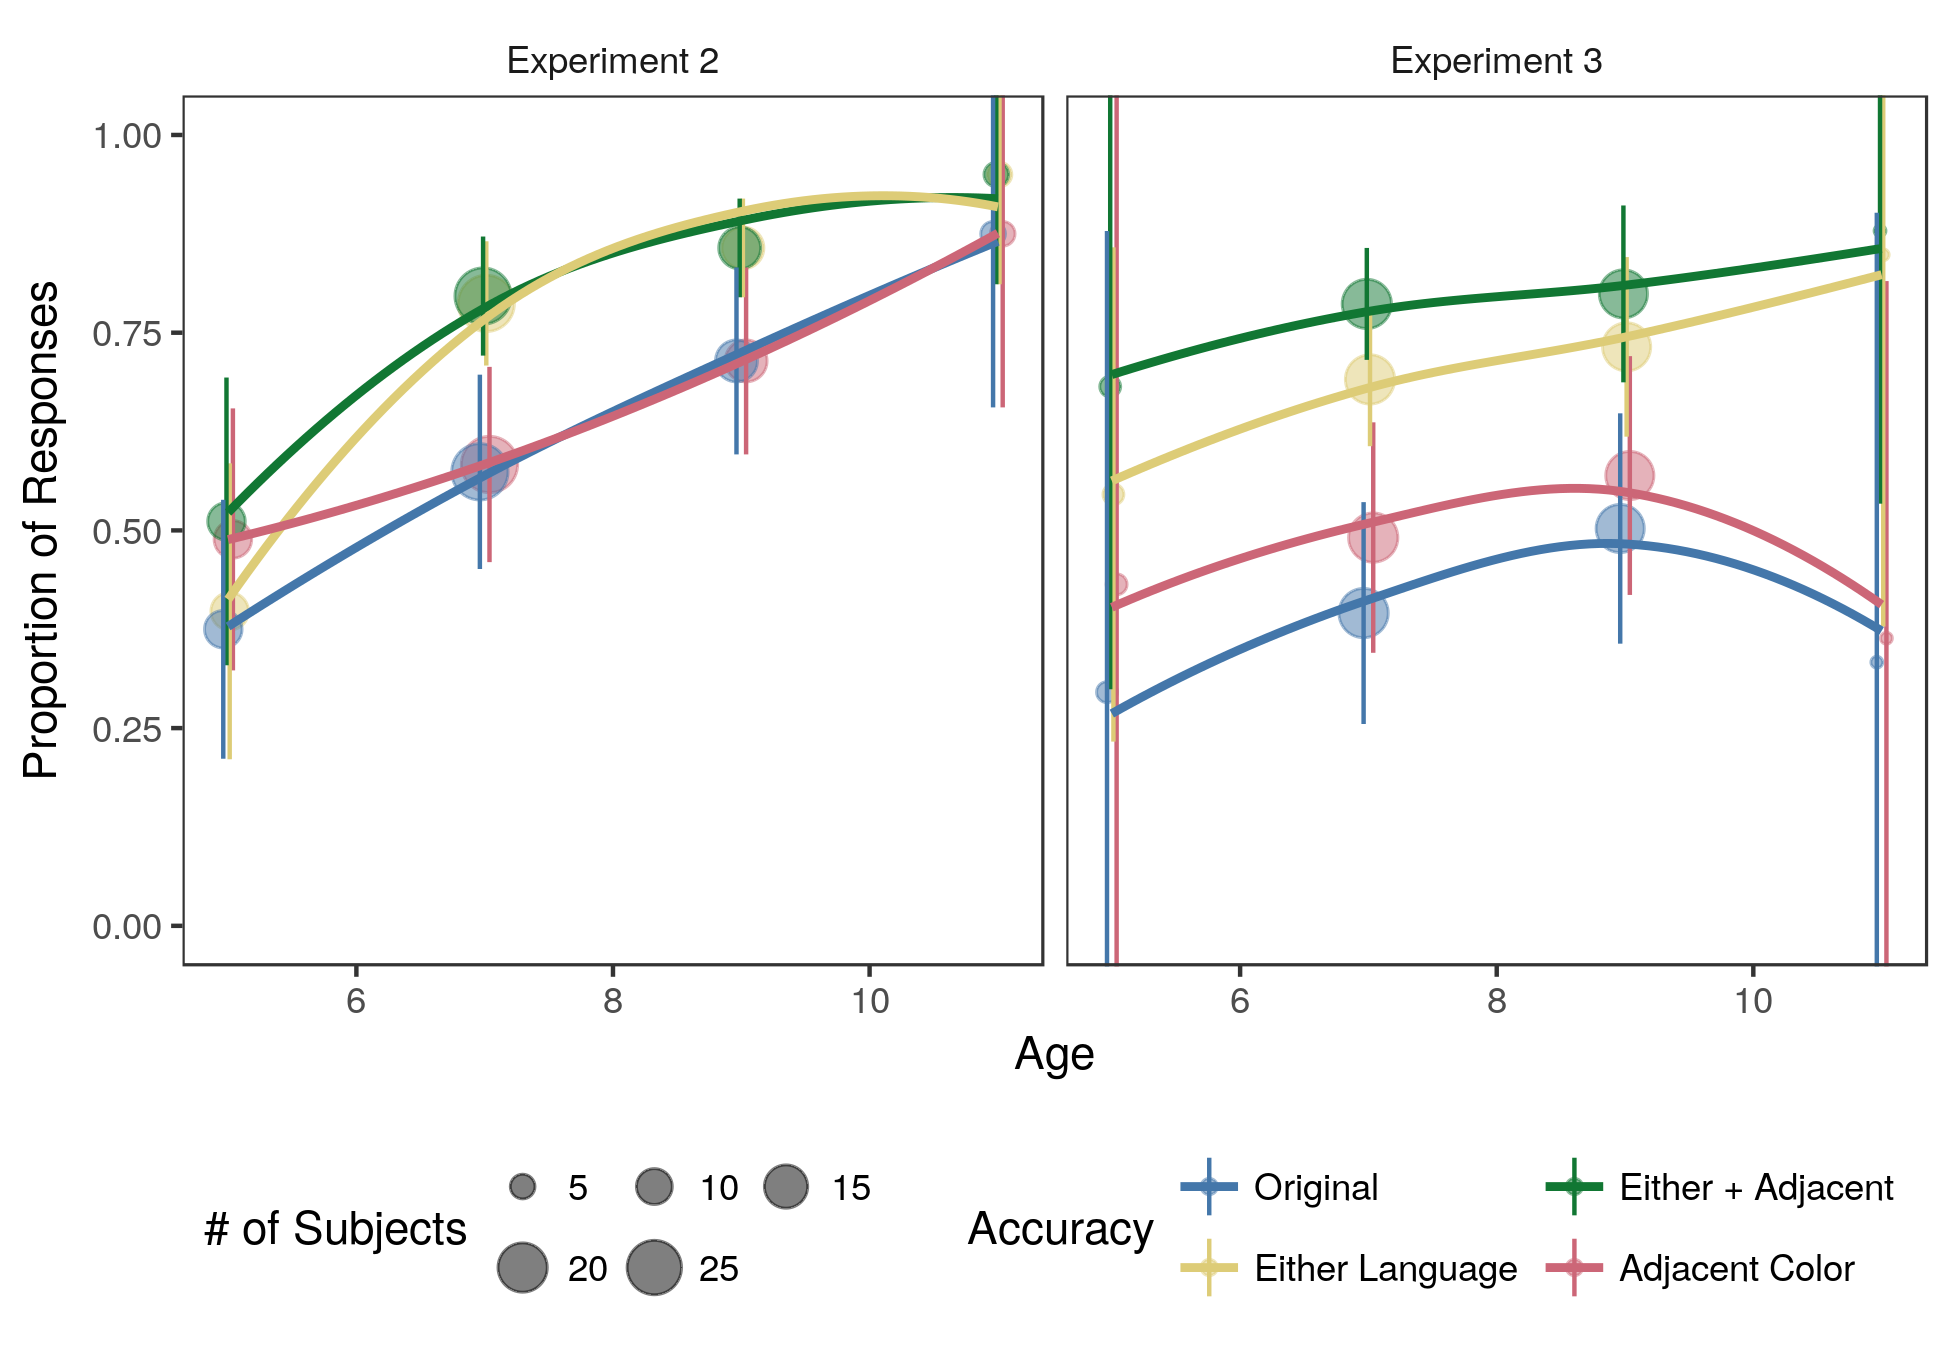 Experiment 2
Experiment 3
Proportion of Responses
1.00
0.75
0.50
0.25
0.00
6 8 10
6 8 10
Age
# of Subjects
5 10 15
20 25
Accuracy
Original
Either + Adjacent
Either Language
Adjacent Color